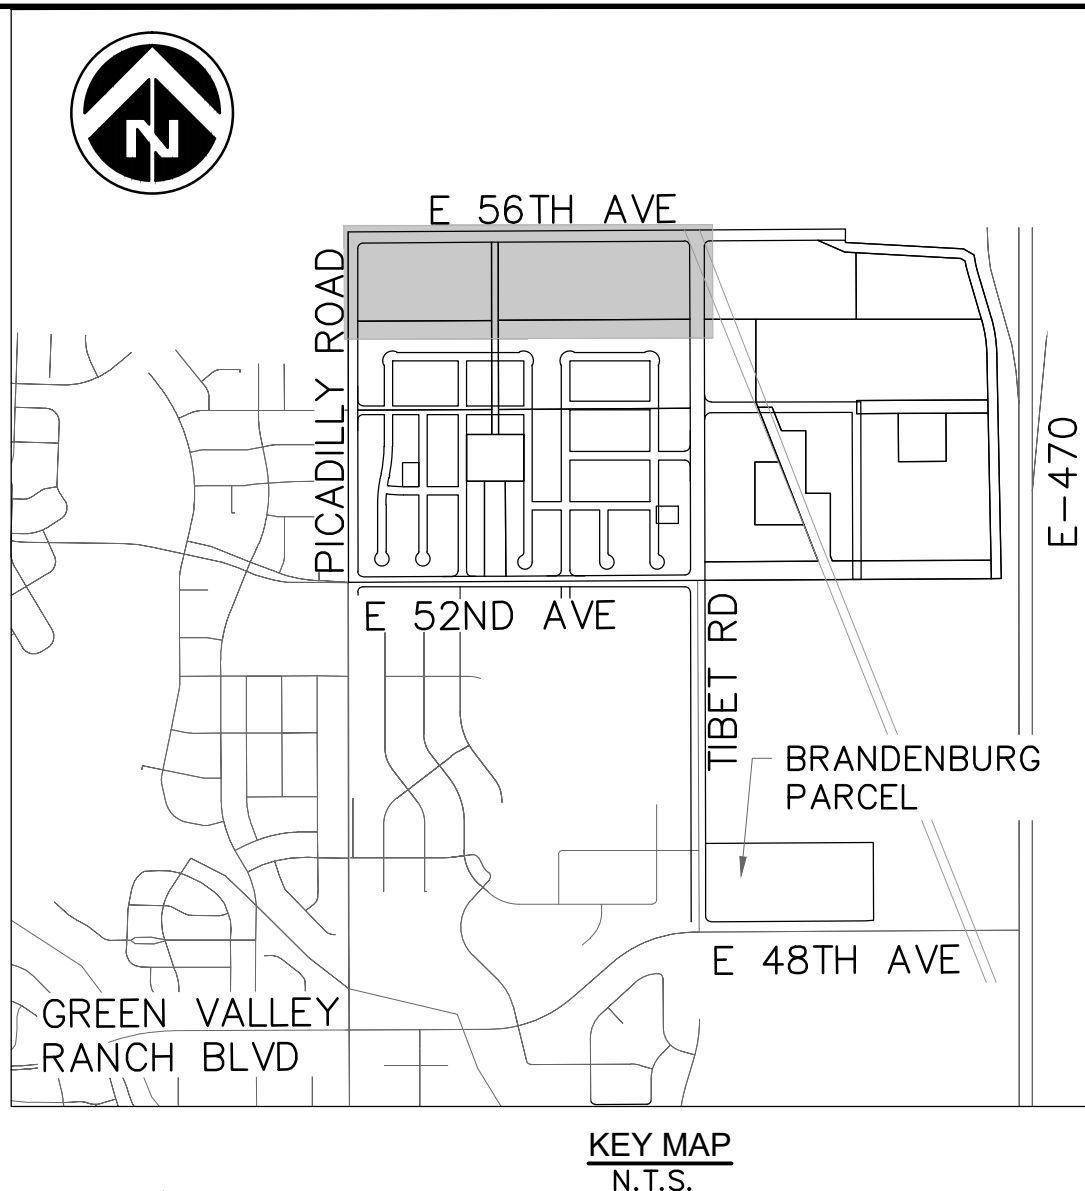 N
E 56TH AVE
PICADILLY ROAD
E-470
E 52ND AVE
TIBET RD
BRANDENBURG
PARCEL
E 48TH AVE
GREEN VALLEY
RANCH BLVD
KEY MAP
N.T.S.